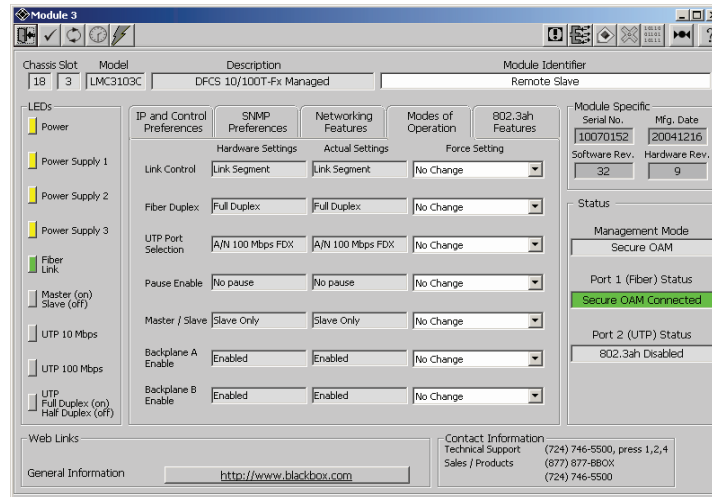 Module 3
Chassis Slot Model Description Module Identifier
18 3 LMC3103C DFCS 10/100T-Fx Managed Remote Slave
LEDs
Power
Power Supply 1
Power Supply 2
Power Supply 3
Fiber
Link
Master (on)
Slave (off)
UTP 10 Mbps
UTP 100 Mbps
UTP
Full Duplex (on)
Half Duplex (off)
IP and Control
Preferences
SNMP
Preferences
Networking
Features
Modes of
Operation
802.3ah
Features
Hardware Settings Actual Settings Force
Setting
Link Control Link Segment Link Segment No Change
Fiber Duplex Full Duplex Full Duplex No Change
UTP Port
Selection A/N 100 Mbps FDX A/N 100 Mbps FDX No Change
Pause Enable No pause No pause No Change
Master / Slave Slave Only Slave Only No Change
Backplane A
Enable Enabled Enabled No Change
Backplane B
Enable Enabled Enabled No Change
Module Specific
Serial No. Mfg. Date
10070152 20041216
Software Rev. Hardware Rev.
32 9
Status
Management Mode
Secure OAM
Port 1 (Fiber) Status
Secure OAM Connected
Port 2 (UTP) Status
802.3ah Disabled
Web Links
General Information http://www.blackbox.com
Contact Information
Technical Support (724) 746-5500, press 1,2,4
Sales / Products (877) 877-BBOX
(724) 746-5500